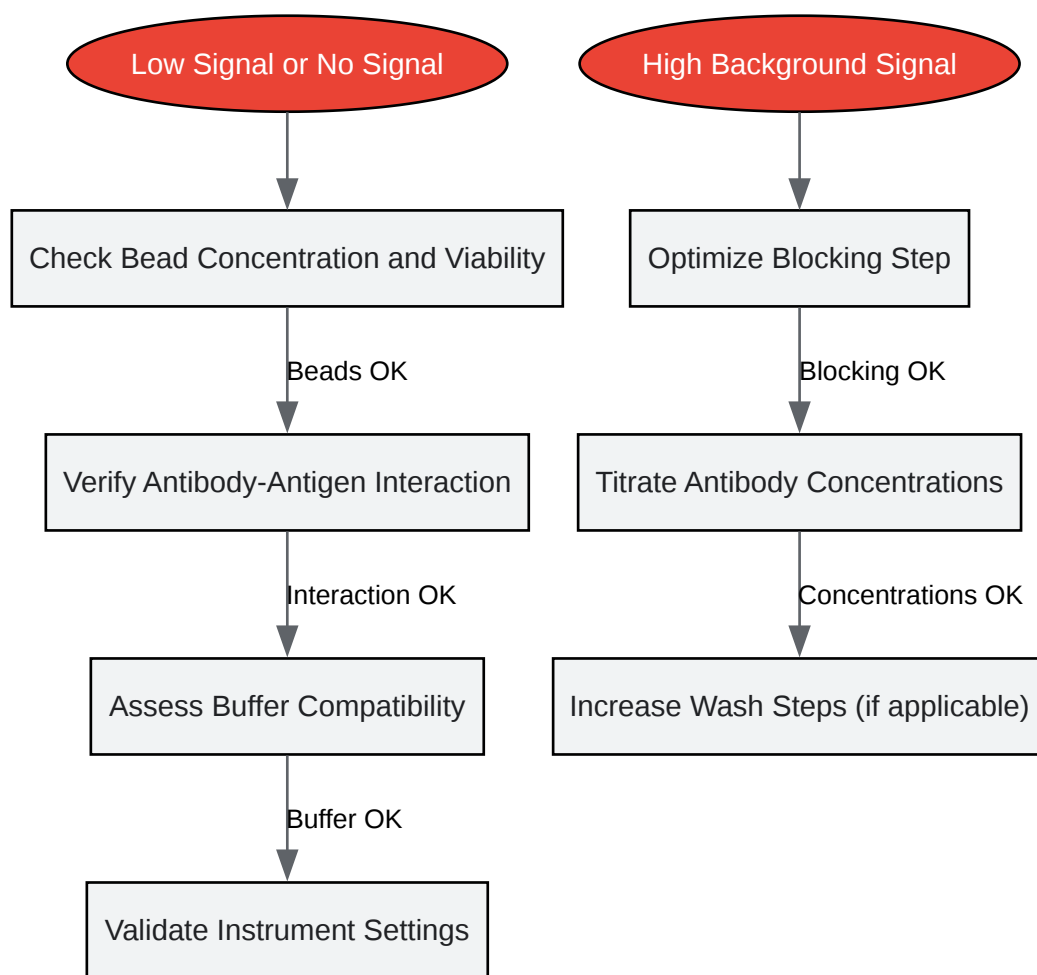 Low Signal or No Signal
High Background Signal
Check Bead Concentration and Viability
Optimize Blocking Step
Beads OK
Blocking OK
Verify Antibody-Antigen Interaction
Titrate Antibody Concentrations
Interaction OK
Concentrations OK
Assess Buffer Compatibility
Increase Wash Steps (if applicable)
Buffer OK
Validate Instrument Settings